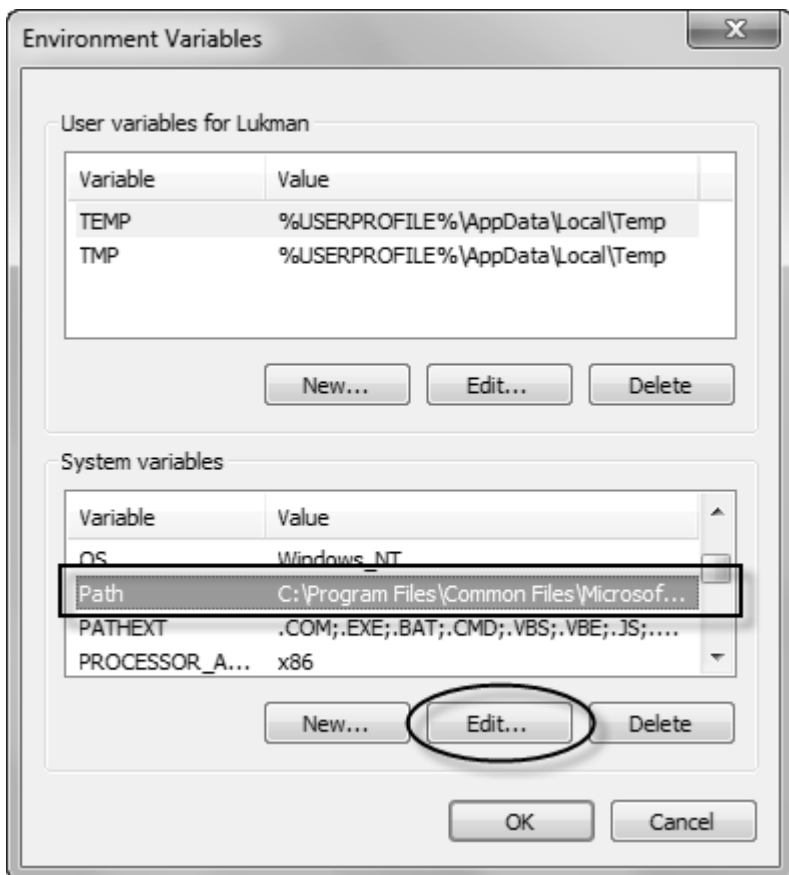 Environment Variables
User variables for Lukman
Variable Value
TEMP %USERPROFILE%\AppData\Local\Temp
TMP %USERPROFILE%\AppData\Local\Temp
New... Edit... Delete
System variables
Variable Value
OS Windows_NT
Path C:\Program Files\Common Files\Microsof...
PATHEXT .COM;.EXE;.BAT;.CMD;.VBS;.VBE;.JS;....
PROCESSOR_A... x86
New... Edit... Delete
OK Cancel